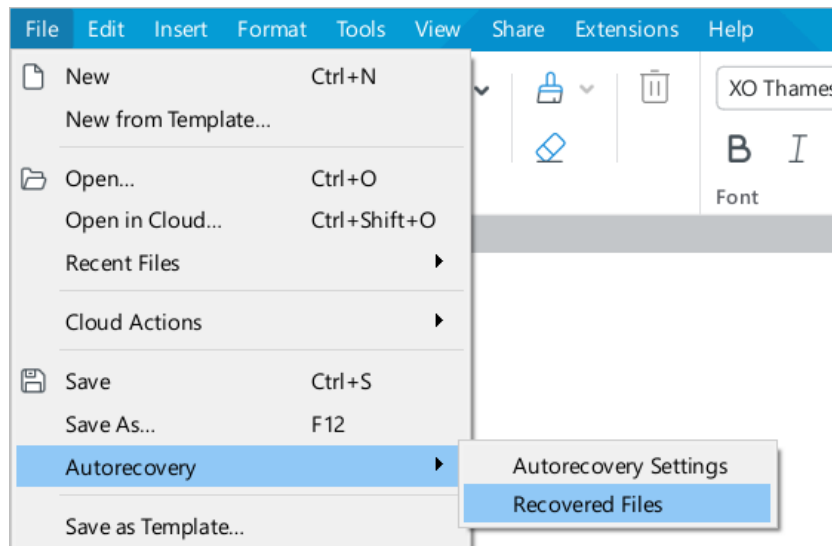 File Edit Insert Format Tools View Share Extensions Help
New Ctrl+N
New from Template...
Open... Ctrl+O
Open in Cloud... Ctrl+Shift+O
Recent Files
Cloud Actions
Save Ctrl+S
Save As... F12
Autorecovery
Save as Template...
Autorecovery Settings
Recovered Files
XO Thames
B I
Font